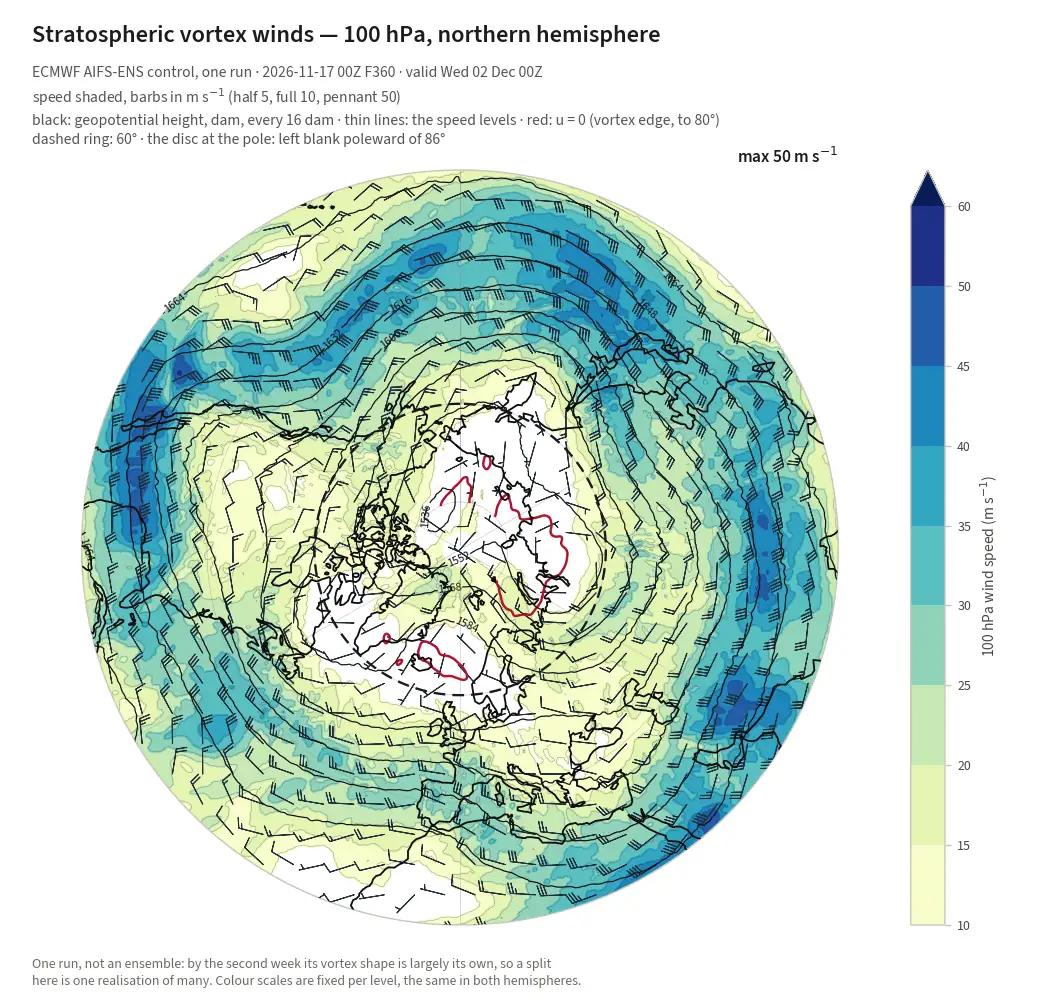 Stratospheric vortex winds — 100 hPa, northern hemisphere
ECMWF AIFS-ENS control, one run · 2026-11-17 00Z F360 · valid Wed 02 Dec 00Z
speed shaded, barbs in m s⁻¹ (half 5, full 10, pennant 50)
black: geopotential height, dam, every 16 dam · thin lines: the speed levels · red: u = 0 (vortex edge, to 80°)
dashed ring: 60° · the disc at the pole: left blank poleward of 86°
max 50 m s⁻¹
60
50
45
40
35
30
25
20
15
10
100 hPa wind speed (m s⁻¹)
1664
1616
1648
1536
1552
1584
One run, not an ensemble: by the second week its vortex shape is largely its own, so a split
here is one realisation of many. Colour scales are fixed per level, the same in both hemispheres.